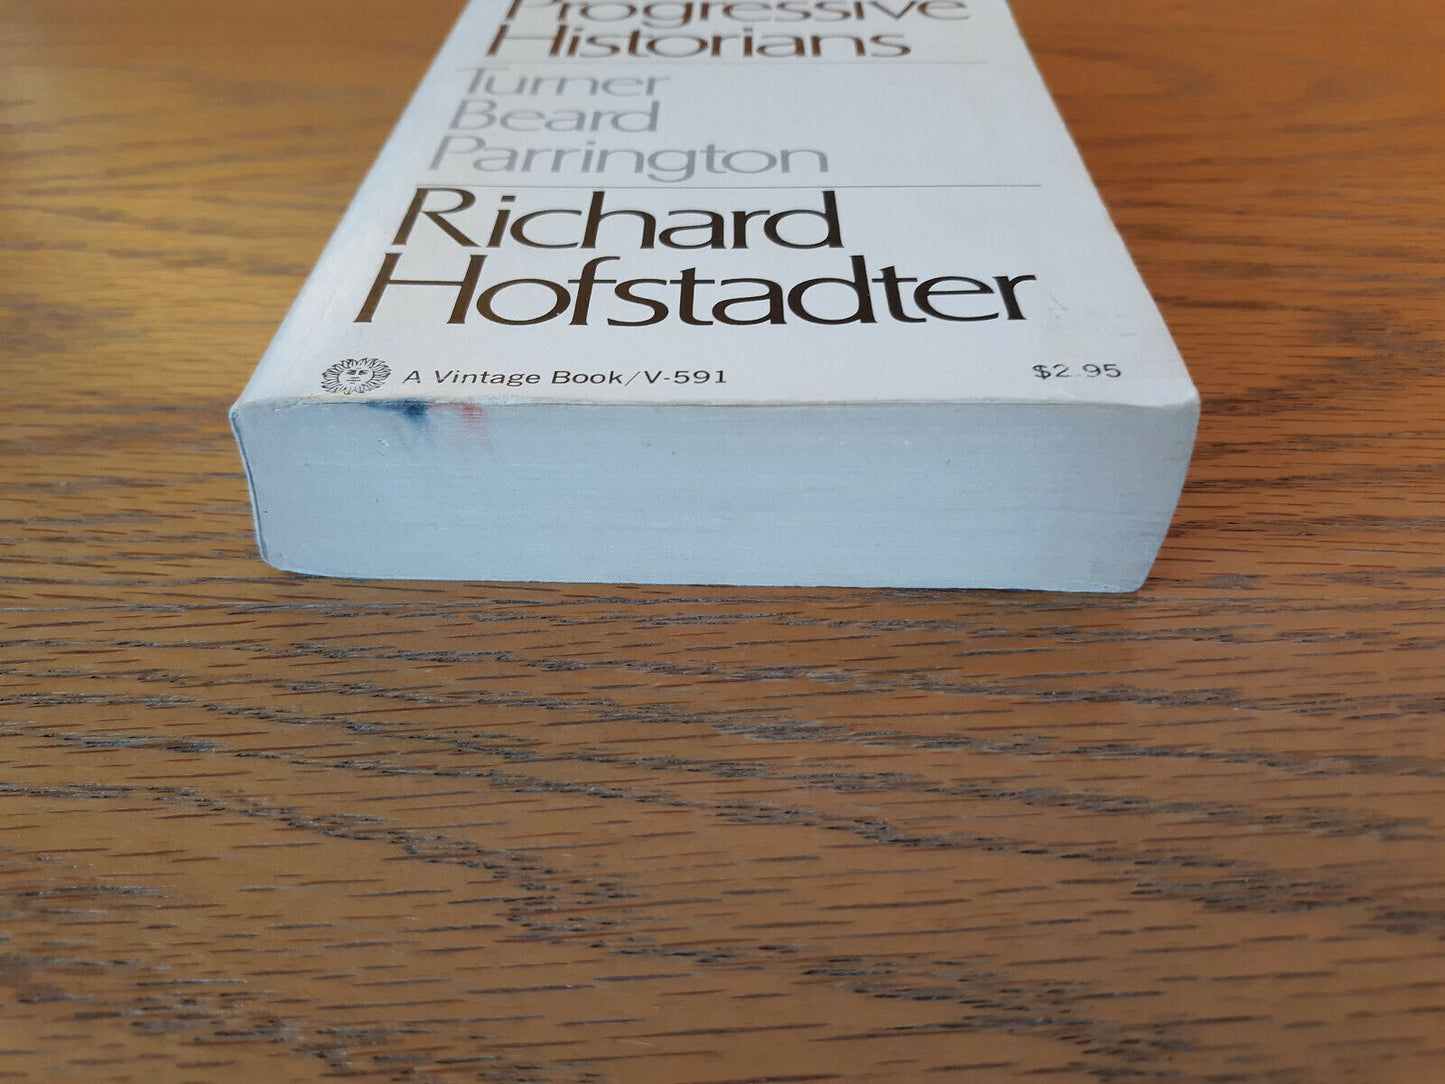 Progressive
Historians
Turner
Beard
Parrington
Richard
Hofstadter
A Vintage Book/V-591
$2.95